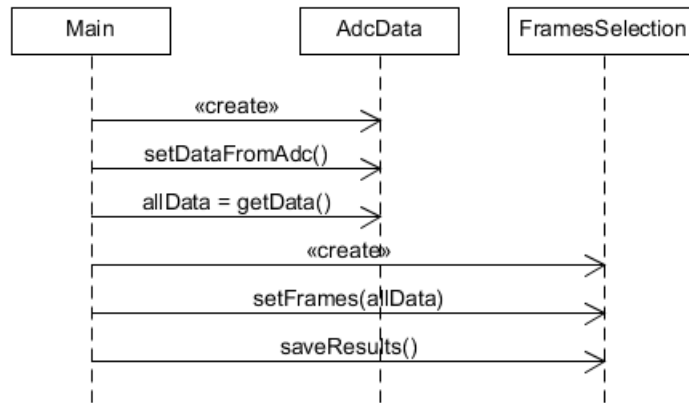 Main
AdcData
FramesSelection
«create»
setDataFromAdc()
allData = getData()
«create»
setFrames(allData)
saveResults()